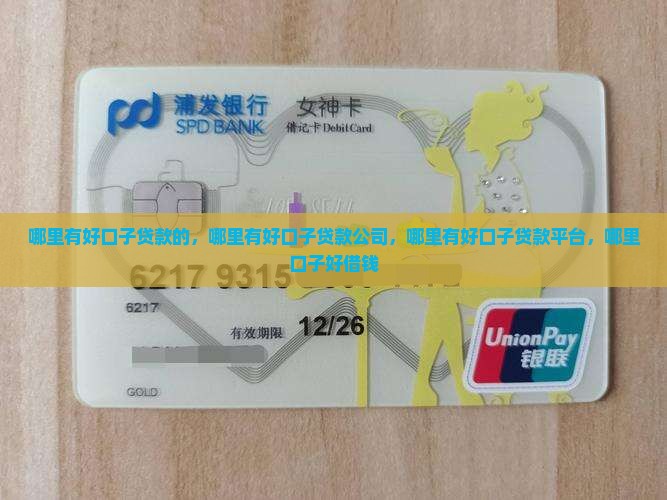 浦发银行
SPD BANK
女神卡
借记卡 Debit Card
哪里有好口子贷款的，哪里有好口子贷款公司，哪里有好口子贷款平台，哪里
口子好借钱
6217 9315
6217
有效期限 12/26
UnionPay
银联
GOLD